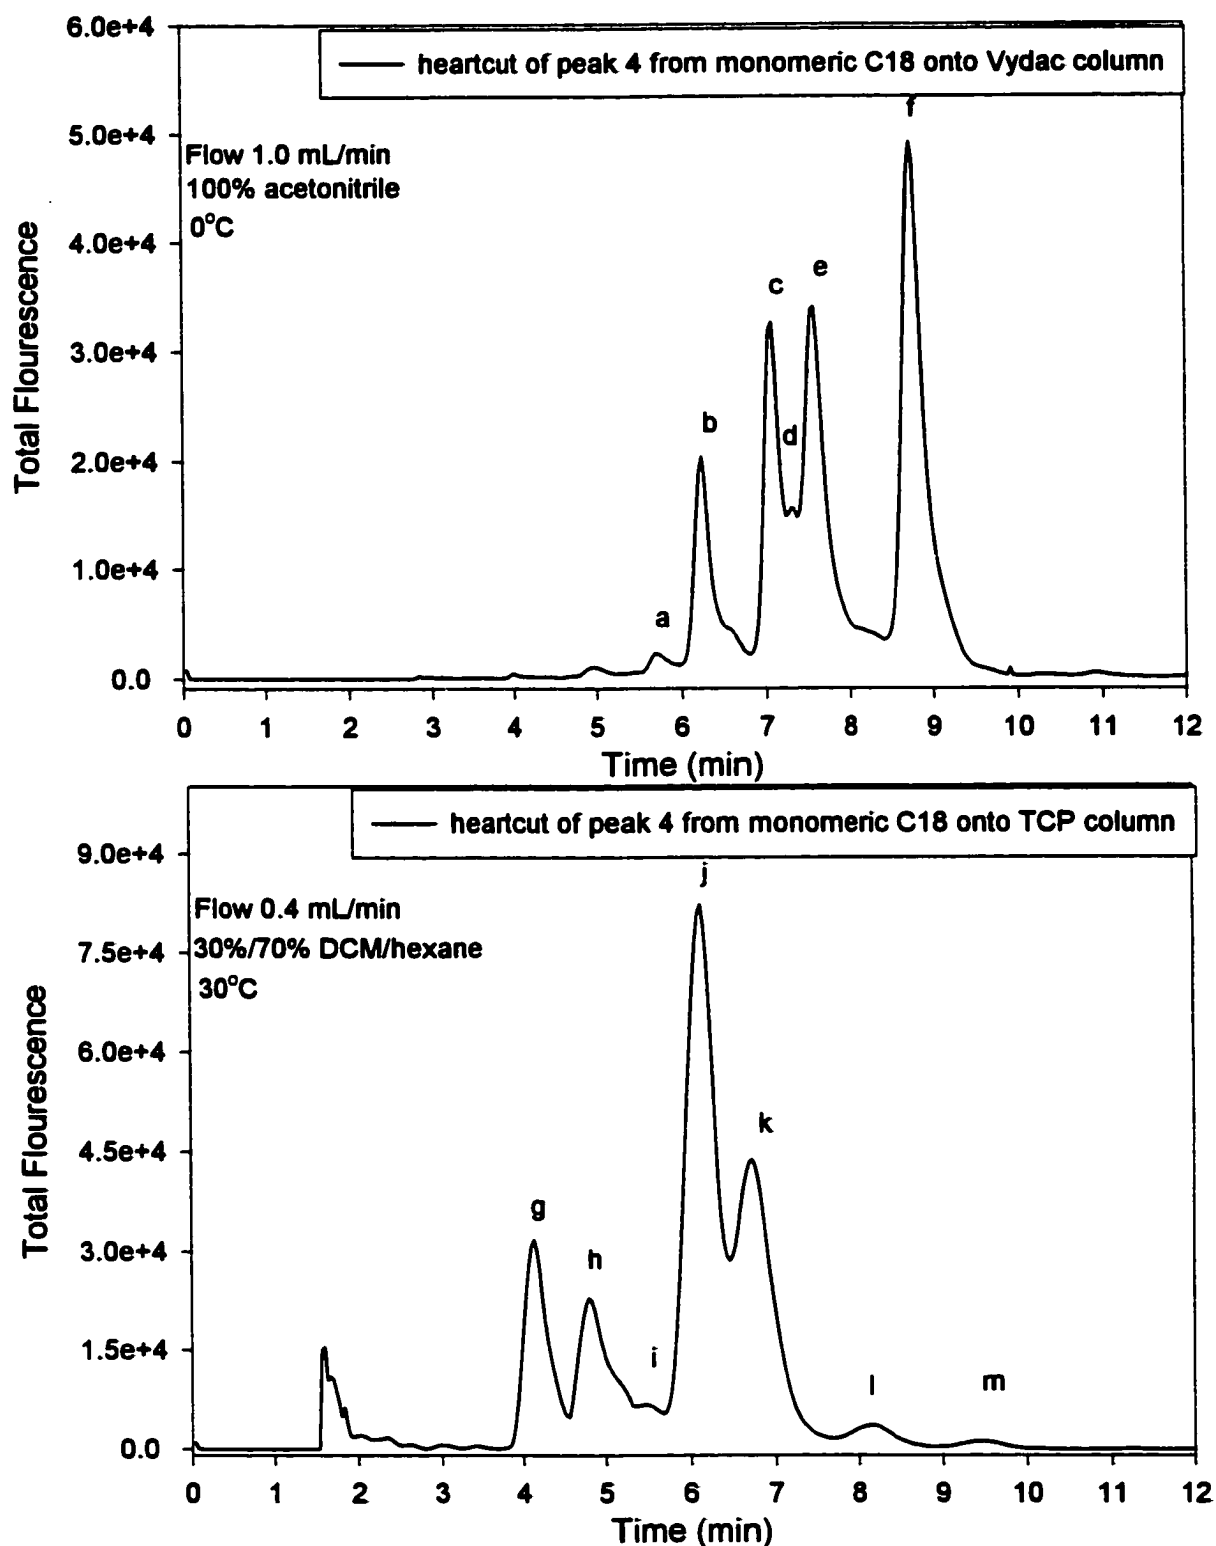 6.0e+4
heartcut of peak 4 from monomeric C18 onto Vydac column
f
5.0e+4
Flow 1.0 mL/min
100% acetonitrile
0°C
4.0e+4
e
c
3.0e+4
b
d
2.0e+4
1.0e+4
a
0.0
Total Flourescence
0 1 2 3 4 5 6 7 8 9 10 11 12
Time (min)
heartcut of peak 4 from monomeric C18 onto TCP column
9.0e+4
j
Flow 0.4 mL/min
30%/70% DCM/hexane
30°C
7.5e+4
6.0e+4
4.5e+4
k
g
3.0e+4
h
1.5e+4
i
l
m
0.0
Total Flourescence
0 1 2 3 4 5 6 7 8 9 10 11 12
Time (min)